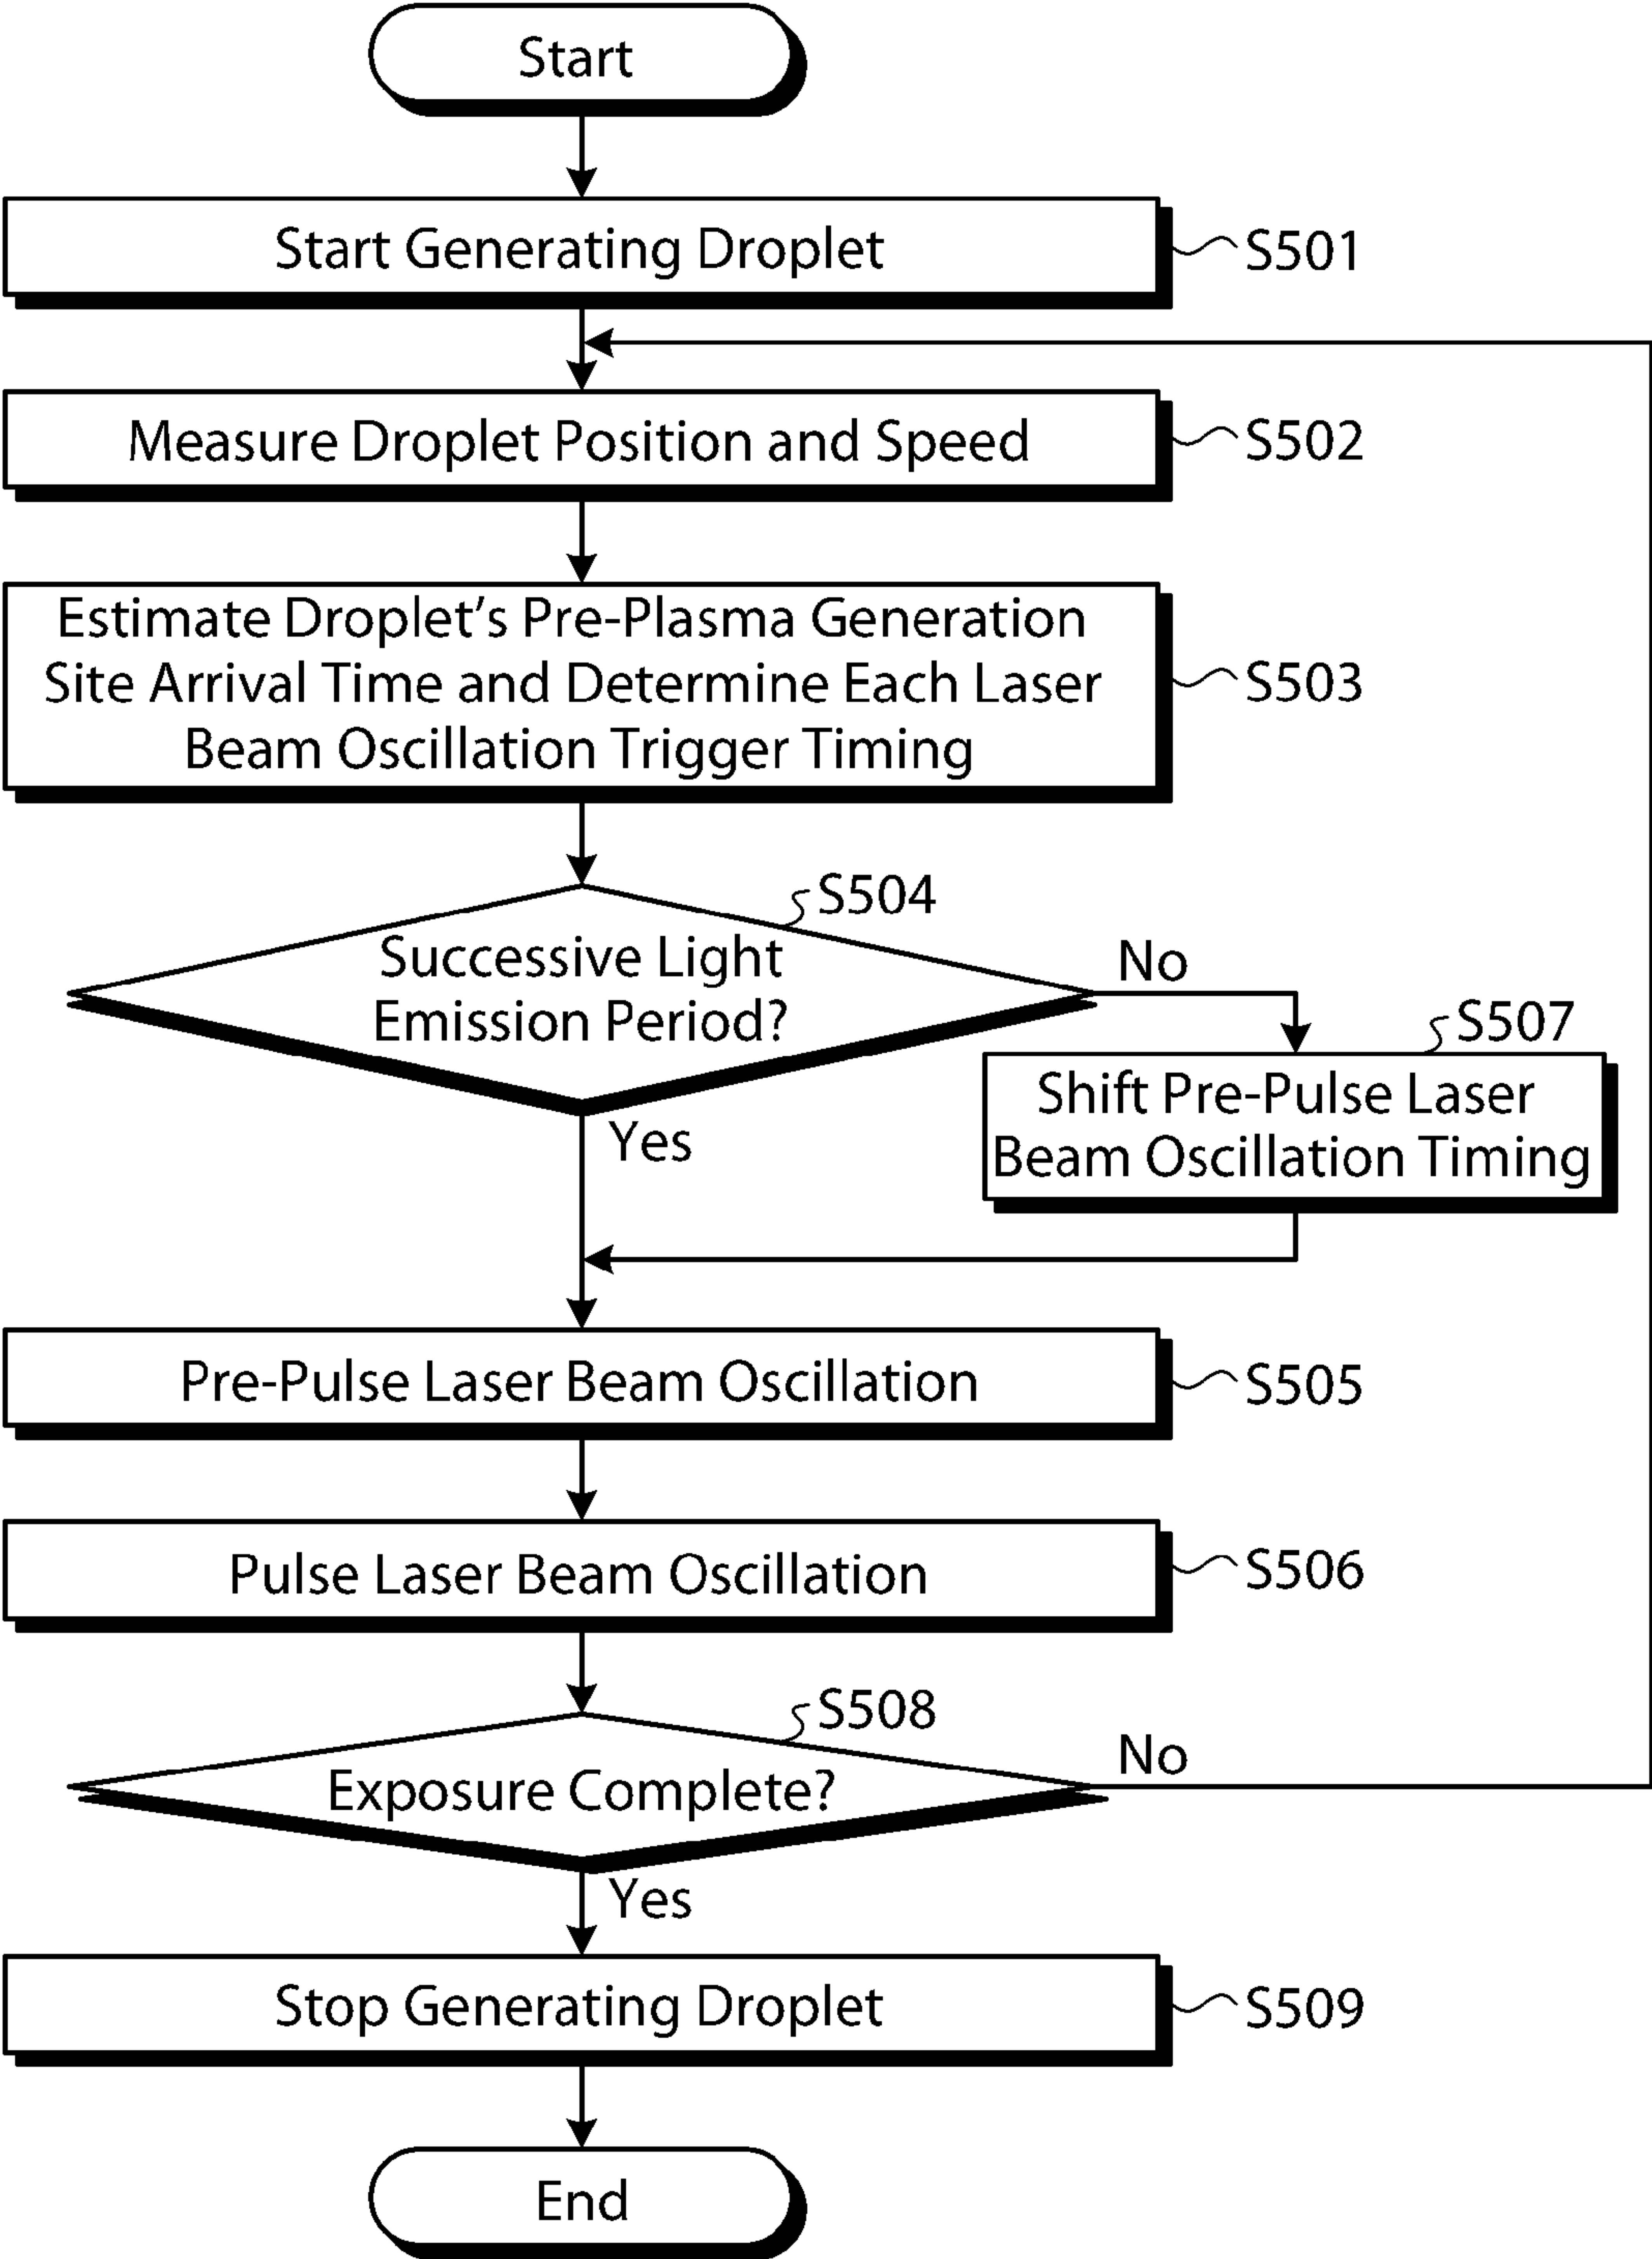 Start
Start Generating Droplet
S501
Measure Droplet Position and Speed
S502
Estimate Droplet’s Pre-Plasma Generation
Site Arrival Time and Determine Each Laser
Beam Oscillation Trigger Timing
S503
S504
Successive Light
Emission Period?
No
Yes
S507
Shift Pre-Pulse Laser
Beam Oscillation Timing
Pre-Pulse Laser Beam Oscillation
S505
Pulse Laser Beam Oscillation
S506
S508
Exposure Complete?
No
Yes
Stop Generating Droplet
S509
End